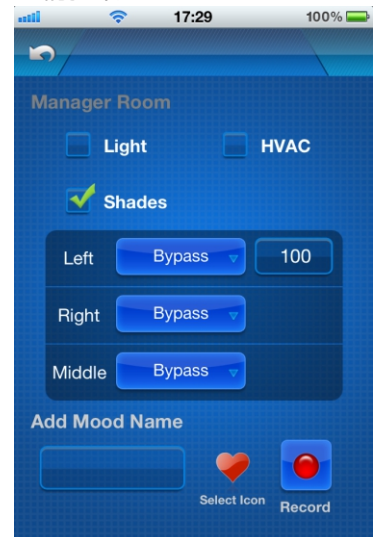 17:29 100%
Manager Room
Light HVAC
Shades
Left Bypass 100
Right Bypass
Middle Bypass
Add Mood Name
Select Icon Record